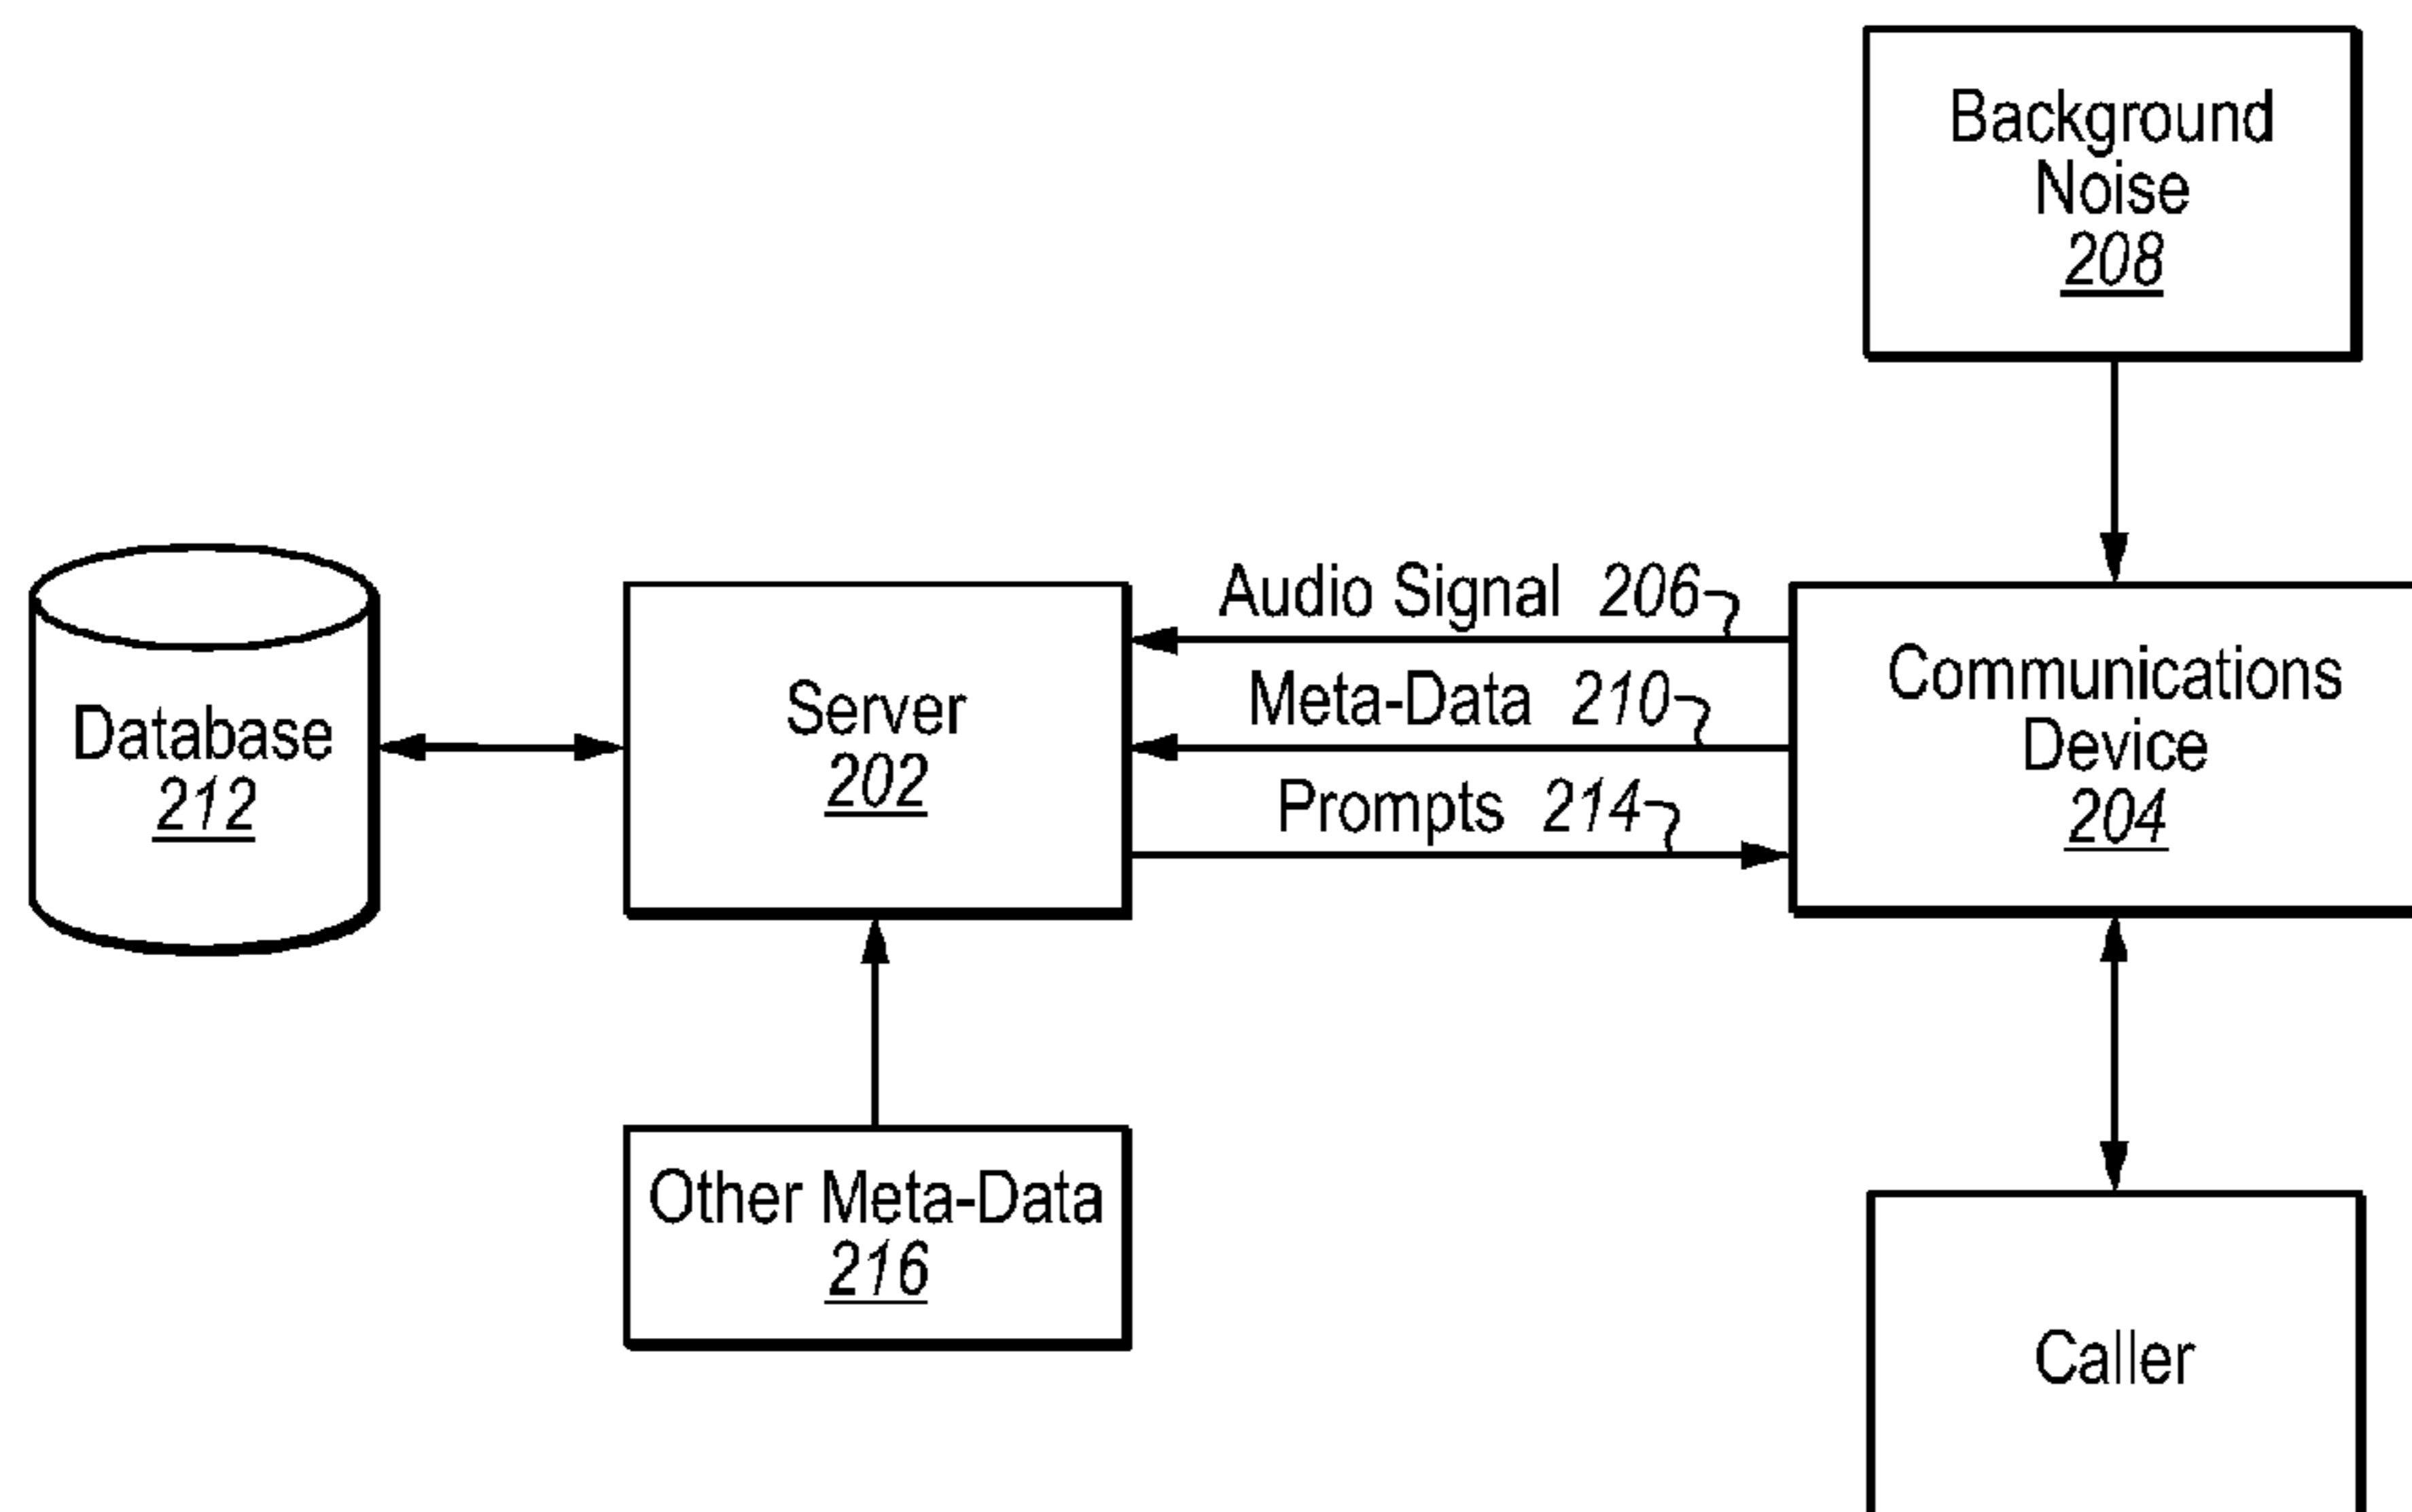 Background
Noise
208
Audio Signal 206
Meta-Data 210
Prompts 214
Communications
Device
204
Server
202
Database
212
Other Meta-Data
216
Caller